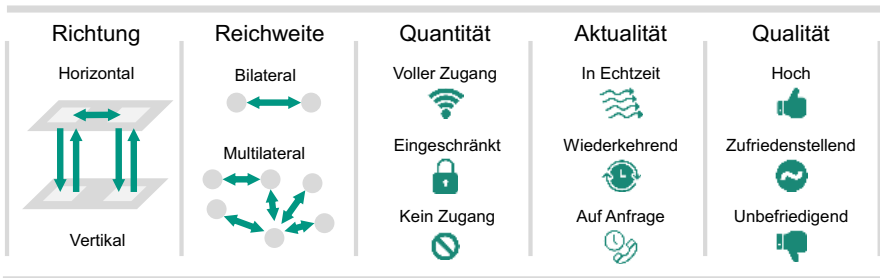 Richtung
Horizontal
Vertikal
Reichweite
Bilateral
Multilateral
Quantität
Voller Zugang
Eingeschränkt
Kein Zugang
Aktualität
In Echtzeit
Wiederkehrend
Auf Anfrage
Qualität
Hoch
Zufriedenstellend
Unbefriedigend